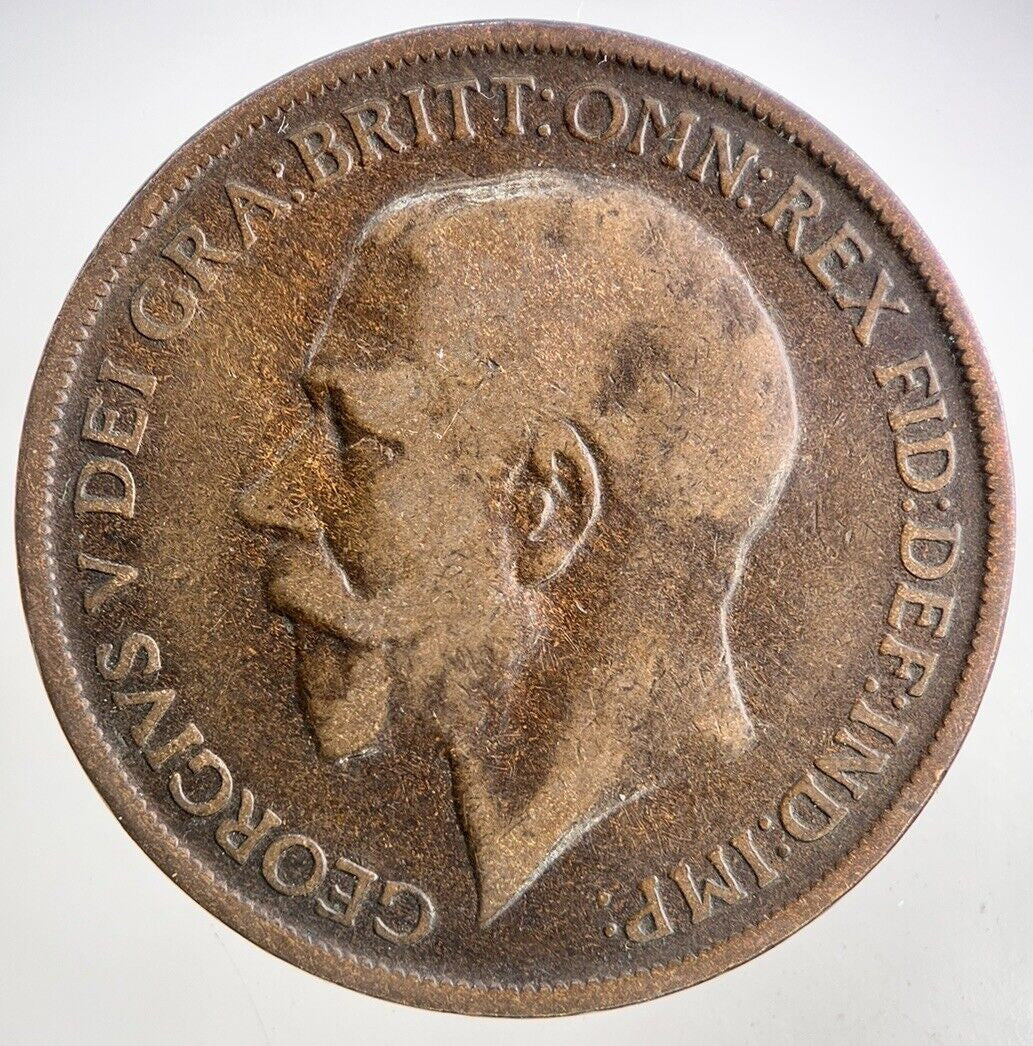 GEORGIVS V DEI GRA:BRITT:OMN:REX FID:DEF:IND:IMP: